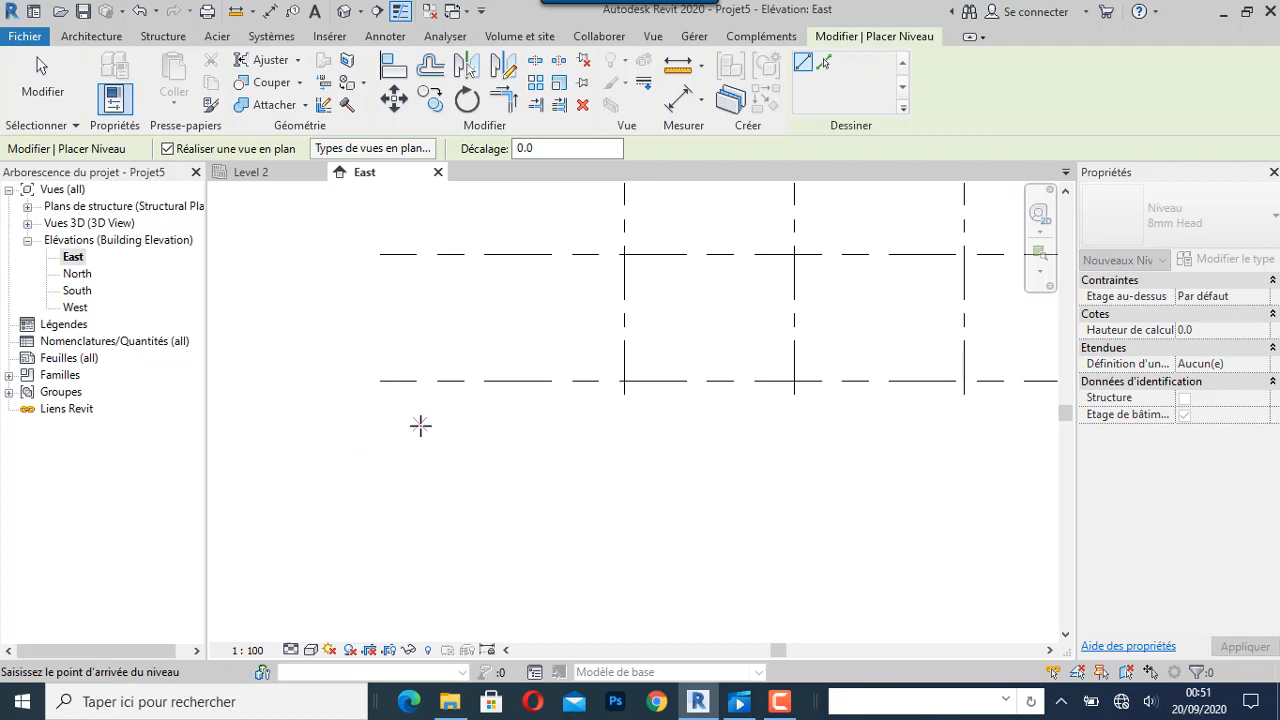 Autodesk Revit 2020 - Projet5 - Elévation: East
Se connecter
Fichier Architecture Structure Acier Systèmes Insérer Annoter Analyser Volume et site Collaborer Vue Gérer Compléments Modifier | Placer Niveau
Modifier Coller Ajuster
Couper
Attacher
Sélectionner Propriétés Presse-papiers Géométrie Modifier Vue Mesurer Créer Dessiner
Modifier | Placer Niveau Réaliser une vue en plan Types de vues en plan... Décalage: 0.0
Arborescence du projet - Projet5
Level 2 East
Vues (all)
Plans de structure (Structural Pla
Vues 3D (3D View)
Elévations (Building Elevation)
East
North
South
West
Légendes
Nomenclatures/Quantités (all)
Feuilles (all)
Familles
Groupes
Liens Revit
2D
Propriétés
Niveau
8mm Head
Nouveaux Niv Modifier le type
Contraintes
Etage au-dessus Par défaut
Cotes
Hauteur de calcul 0.0
Etendues
Définition d'un... Aucun(e)
Données d'identification
Structure
Etage de bâtim...
Aide des propriétés Appliquer
1 : 100
Saisissez le point d'arrivée du niveau :0 Modèle de base :0
Taper ici pour rechercher
Ps R
00:51
20/09/2020